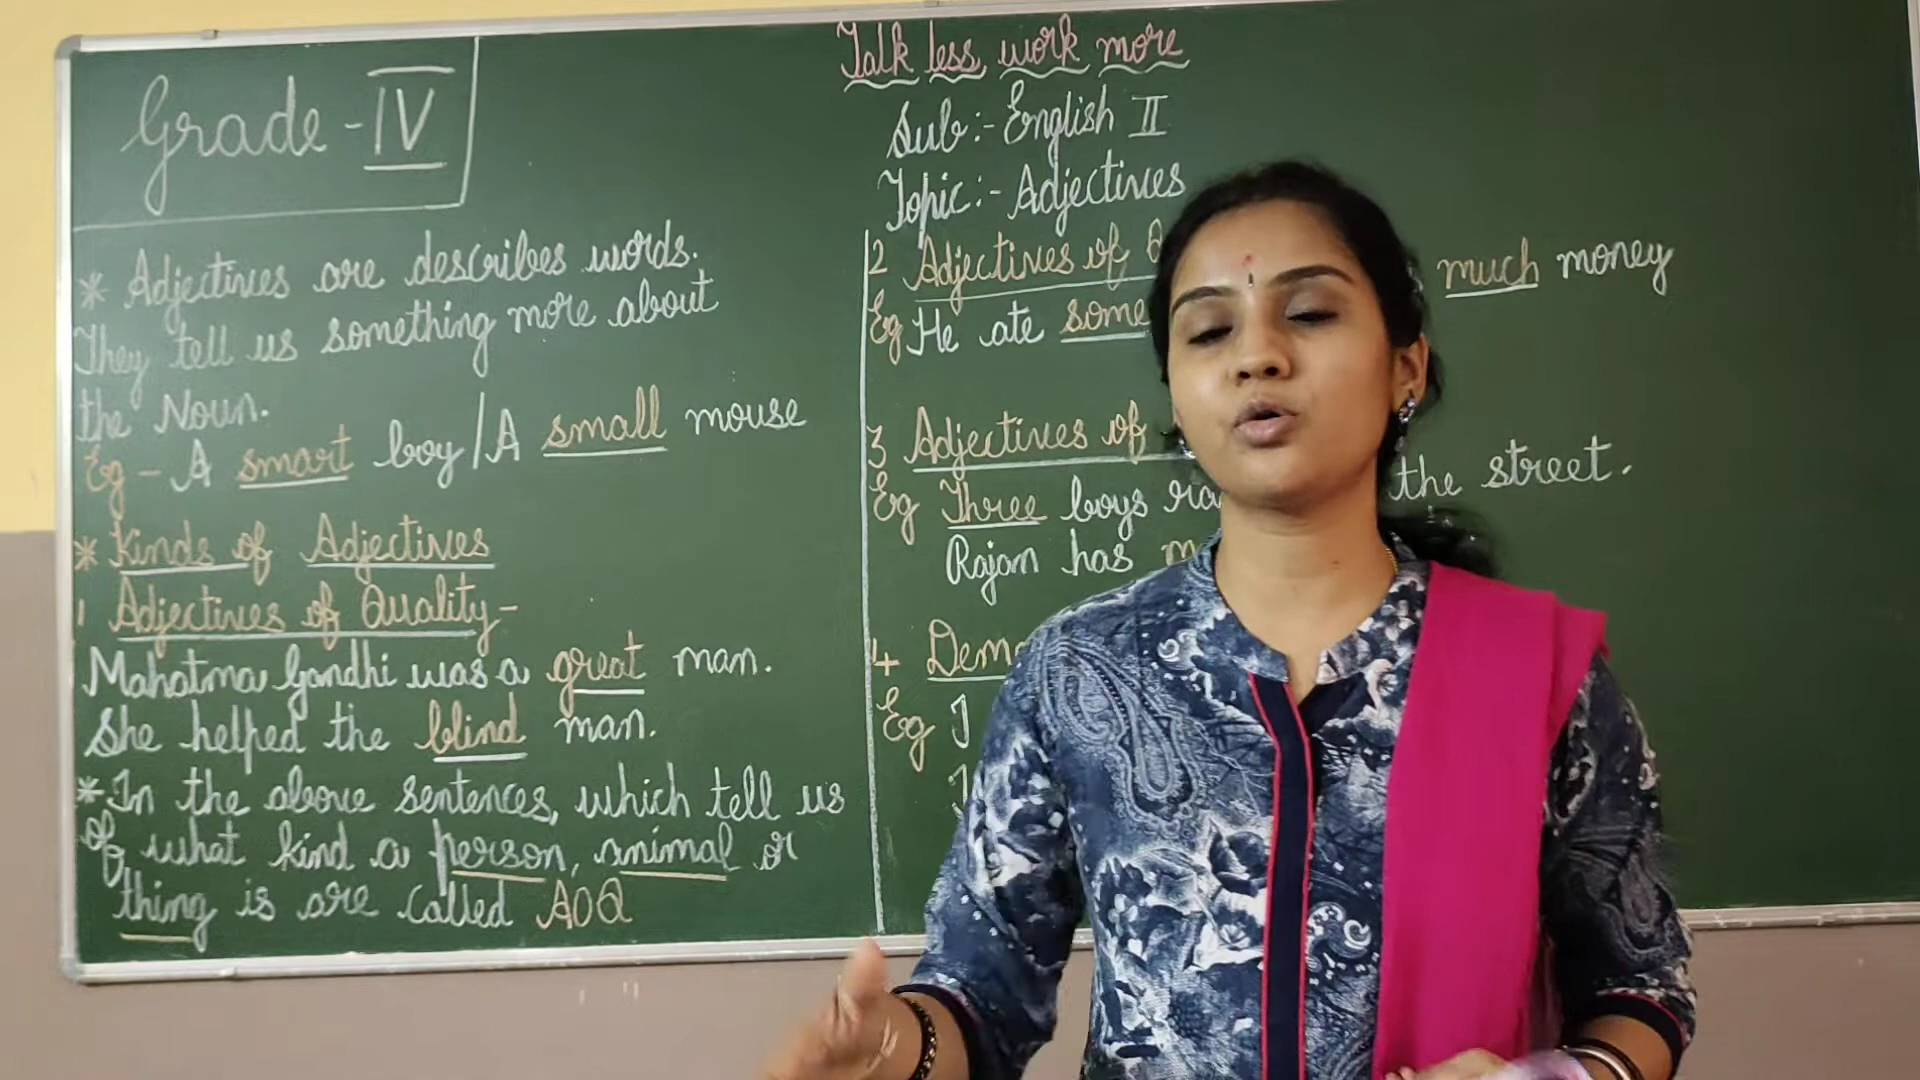 Talk less, work more
Grade - IV
Sub:- English II
Topic:- Adjectives
* Adjectives are describes words.
They tell us something more about
the Noun.
Eg - A smart boy / A small mouse
* Kinds of Adjectives
1 Adjectives of Quality-
Mahatma Gandhi was a great man.
She helped the blind man.
* In the above sentences, which tell us
of what kind a person, animal or
thing is are called AOQ
2 Adjectives of
Eg He ate some much money
3 Adjectives of
Eg Three boys the street.
Rajam has
4
Eg I
I